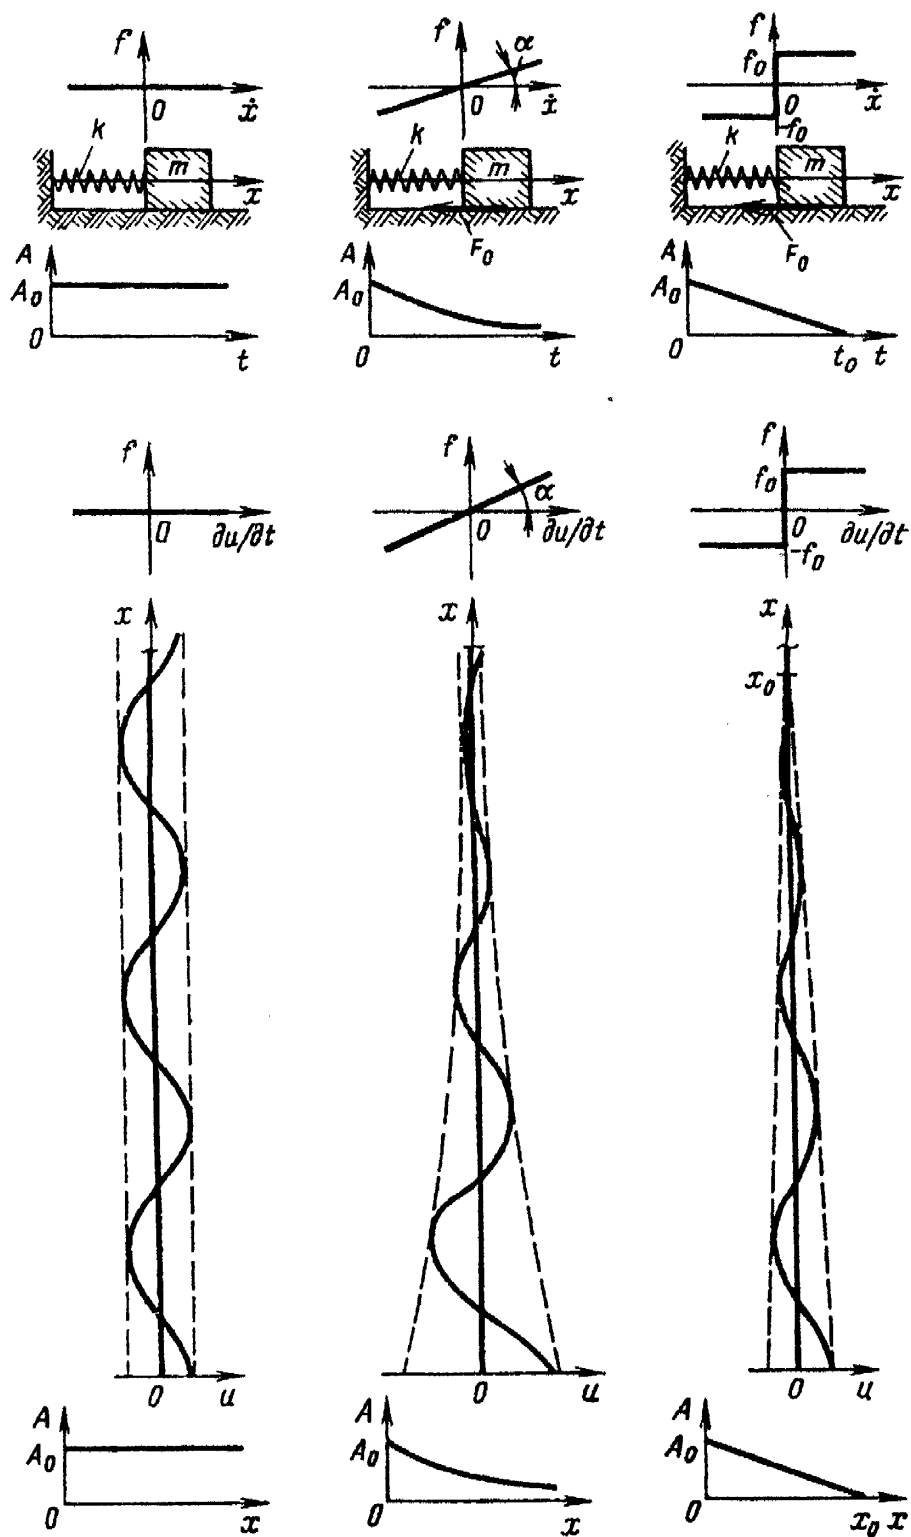 f f α f
f₀
0 ẋ 0 ẋ 0 ẋ
-f₀
k m x k m x k m x
F₀ F₀
A A A
A₀ A₀ A₀
0 t 0 t 0 t₀ t
f f f
α f₀
0 ∂u/∂t 0 ∂u/∂t 0 ∂u/∂t
-f₀
x x x
x₀
0 u 0 u 0 u
A A A
A₀ A₀ A₀
0 x 0 x 0 x₀ x